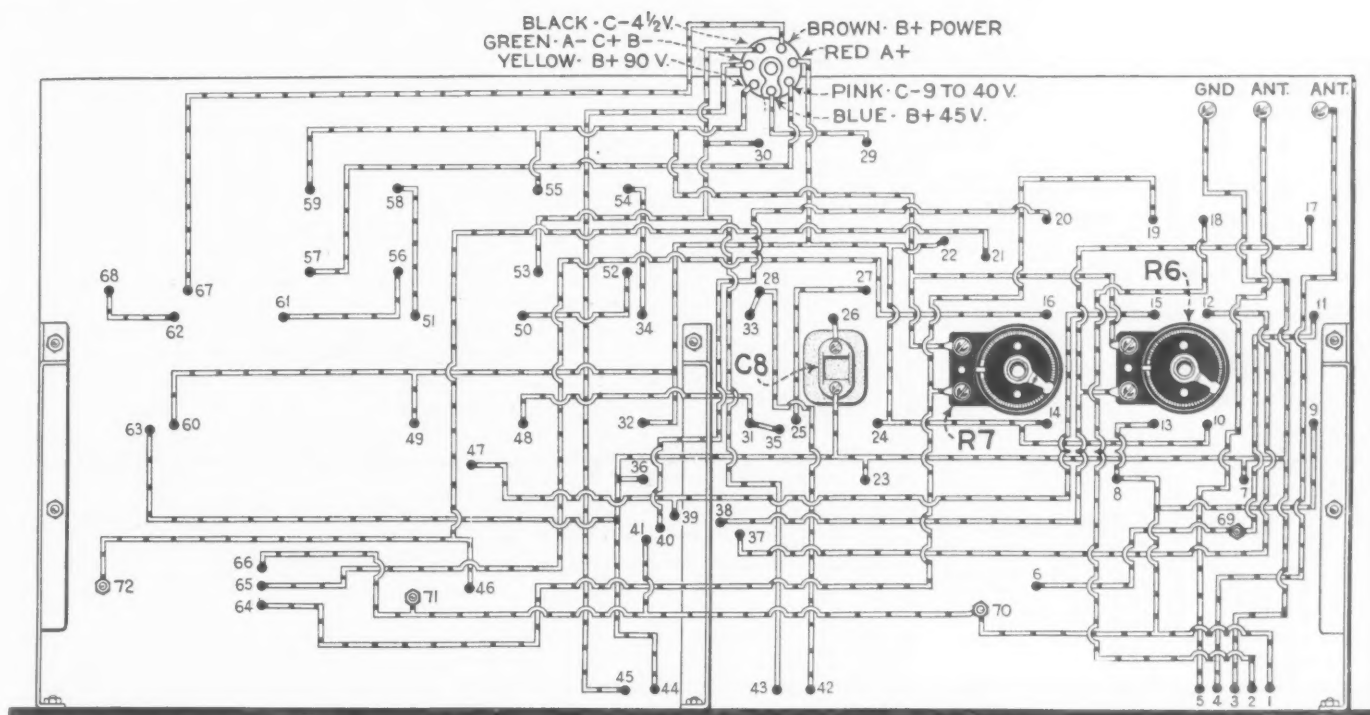 BLACK · C-4½V.
GREEN · A- C+ B-
YELLOW · B+ 90 V.
BROWN · B+ POWER
RED A+
PINK · C-9 TO 40 V.
BLUE · B+45 V.
GND ANT. ANT.
30 29
59 58 55 54
20 19 18 17
57 56 53 52 22 21
R6
68 67 62 61 51 50 34 33 28 27 16 15 12 11
26
C8
63 60 49 48 32 31 35 25 24 14 13 10 9
R7
47 36 23 8 7
41 40 39 38 37 69
72 66 65 64 71 46 70 6
45 44 43 42 5 4 3 2 1